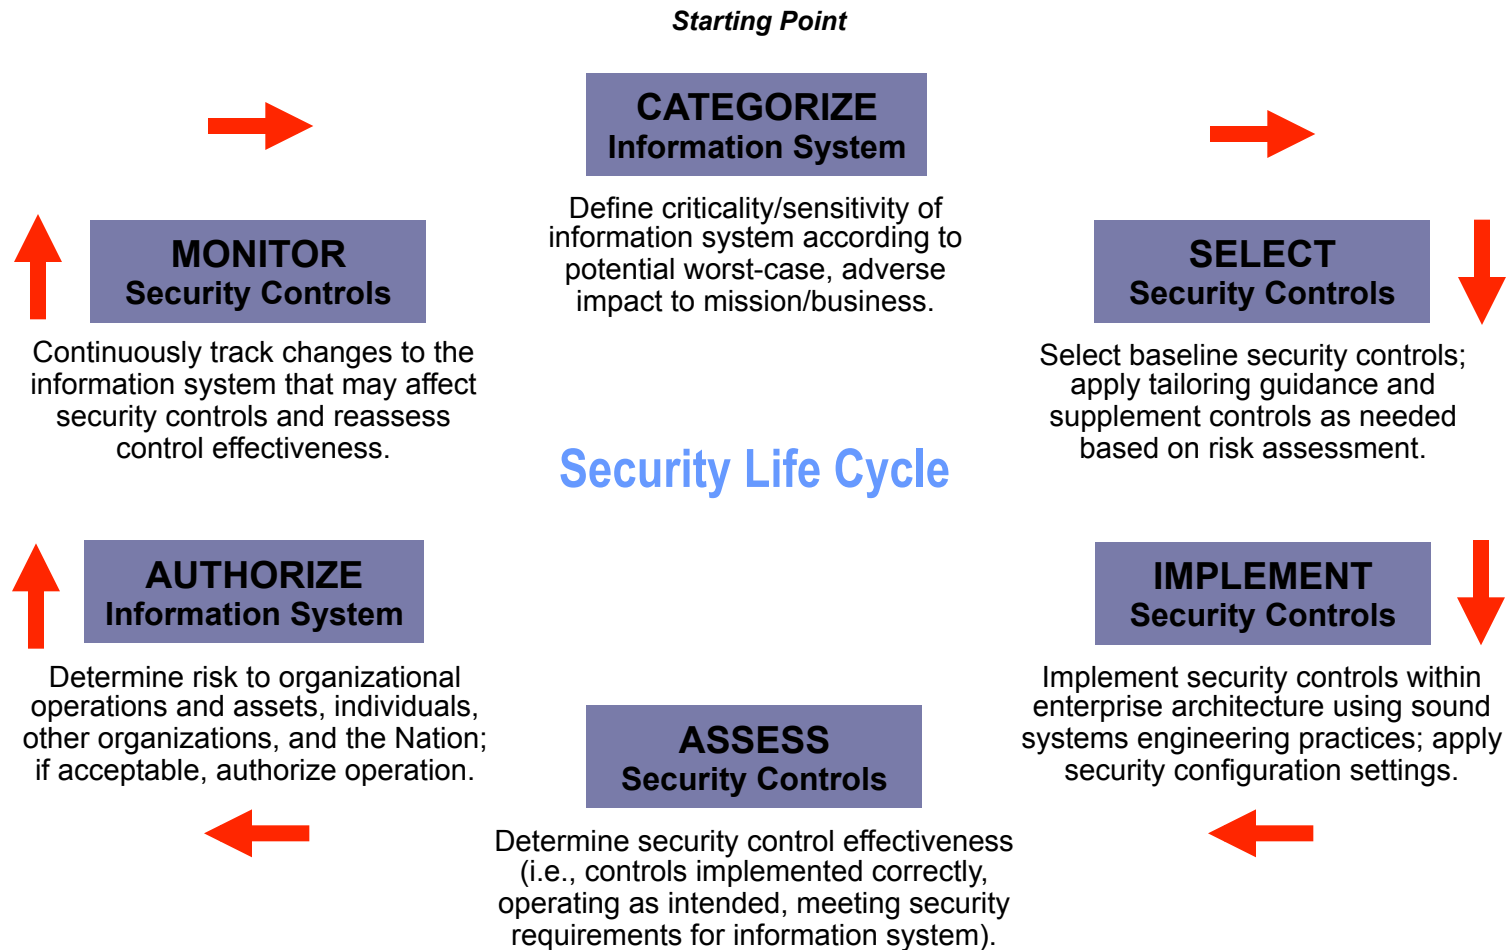 Starting Point
CATEGORIZE
Information System
Define criticality/sensitivity of
information system according to
potential worst-case, adverse
impact to mission/business.
MONITOR
Security Controls
Continuously track changes to the
information system that may affect
security controls and reassess
control effectiveness.
SELECT
Security Controls
Select baseline security controls;
apply tailoring guidance and
supplement controls as needed
based on risk assessment.
Security Life Cycle
AUTHORIZE
Information System
Determine risk to organizational
operations and assets, individuals,
other organizations, and the Nation;
if acceptable, authorize operation.
IMPLEMENT
Security Controls
Implement security controls within
enterprise architecture using sound
systems engineering practices; apply
security configuration settings.
ASSESS
Security Controls
Determine security control effectiveness
(i.e., controls implemented correctly,
operating as intended, meeting security
requirements for information system).